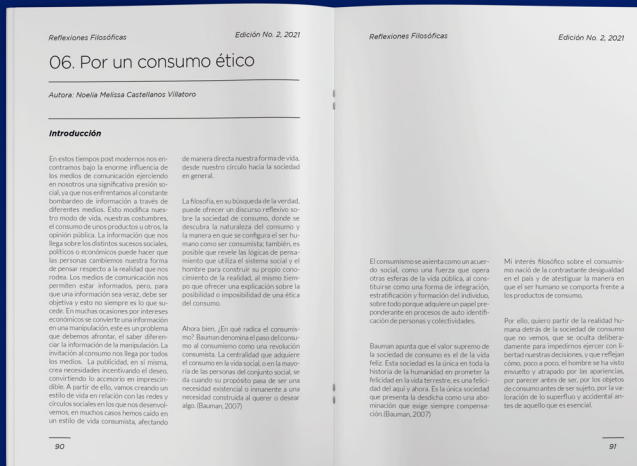 Reflexiones Filosóficas
Edición No. 2, 2021
06. Por un consumo ético
Autora: Noelia Melissa Castellanos Villatoro
Introducción
En estos tiempos post modernos nos en-
contramos bajo la enorme influencia de
los medios de comunicación ejerciendo
en nosotros una significativa presión so-
cial, ya que nos enfrentamos al constante
bombardeo de información a través de
diferentes medios. Esto modifica nues-
tro modo de vida, nuestras costumbres,
el consumo de unos productos u otros, la
opinión pública. La información que nos
llega sobre los distintos sucesos sociales,
políticos o económicos puede hacer que
las personas cambiemos nuestra forma
de pensar respecto a la realidad que nos
rodea. Los medios de comunicación nos
permiten estar informados, pero, para
que una información sea veraz, debe ser
objetiva y esto no siempre es lo que su-
cede. En muchas ocasiones por intereses
económicos se convierte una información
en una manipulación, este es un problema
que debemos afrontar, el saber diferen-
ciar la información de la manipulación. La
invitación al consumo nos llega por todos
los medios. La publicidad, en sí misma,
crea necesidades incentivando el deseo,
convirtiendo lo accesorio en imprescin-
dible. A partir de ello, vamos creando un
estilo de vida en relación con las redes y
círculos sociales en los que nos desenvol-
vemos, en muchos casos hemos caído en
un estilo de vida consumista, afectando
de manera directa nuestra forma de vida,
desde nuestro círculo hacia la sociedad
en general.
La filosofía, en su búsqueda de la verdad,
puede ofrecer un discurso reflexivo so-
bre la sociedad de consumo, donde se
descubra la naturaleza del consumo y
la manera en que se configura el ser hu-
mano como ser consumista; también, es
posible que revele las lógicas de pensa-
miento que utiliza el sistema social y el
hombre para construir su propio cono-
cimiento de la realidad, al mismo tiem-
po que ofrecer una explicación sobre la
posibilidad o imposibilidad de una ética
del consumo.
Ahora bien, ¿En qué radica el consumis-
mo? Bauman denomina el paso del consu-
mo al consumismo como una revolución
consumista. La centralidad que adquiere
el consumo en la vida social, o en la mayo-
ría de las personas del conjunto social, se
da cuando su propósito pasa de ser una
necesidad existencial o inmanente a una
necesidad construida al querer o desear
algo. (Bauman, 2007)
90
Reflexiones Filosóficas
Edición No. 2, 2021
El consumismo se asienta como un acuer-
do social, como una fuerza que opera
otras esferas de la vida pública, al cons-
tituirse como una forma de integración,
estratificación y formación del individuo,
sobre todo porque adquiere un papel pre-
ponderante en procesos de auto identifi-
cación de personas y colectividades.
Bauman apunta que el valor supremo de
la sociedad de consumo es el de la vida
feliz. Esta sociedad es la única en toda la
historia de la humanidad en prometer la
felicidad en la vida terrestre, es una felici-
dad del aquí y ahora. Es la única sociedad
que presenta la desdicha como una abo-
minación que exige siempre compensa-
ción.(Bauman, 2007)
Mi interés filosófico sobre el consumis-
mo nació de la contrastante desigualdad
en el país y de atestiguar la manera en
que el ser humano se comporta frente a
los productos de consumo.
Por ello, quiero partir de la realidad hu-
mana detrás de la sociedad de consumo
que no vemos, que se oculta delibera-
damente para impedirnos ejercer con li-
bertad nuestras decisiones, y que reflejan
cómo, poco a poco, el hombre se ha visto
envuelto y atrapado por las apariencias,
por parecer antes de ser, por los objetos
de consumo antes de ser sujeto, por la va-
loración de lo superfluo y accidental an-
tes de aquello que es esencial.
91